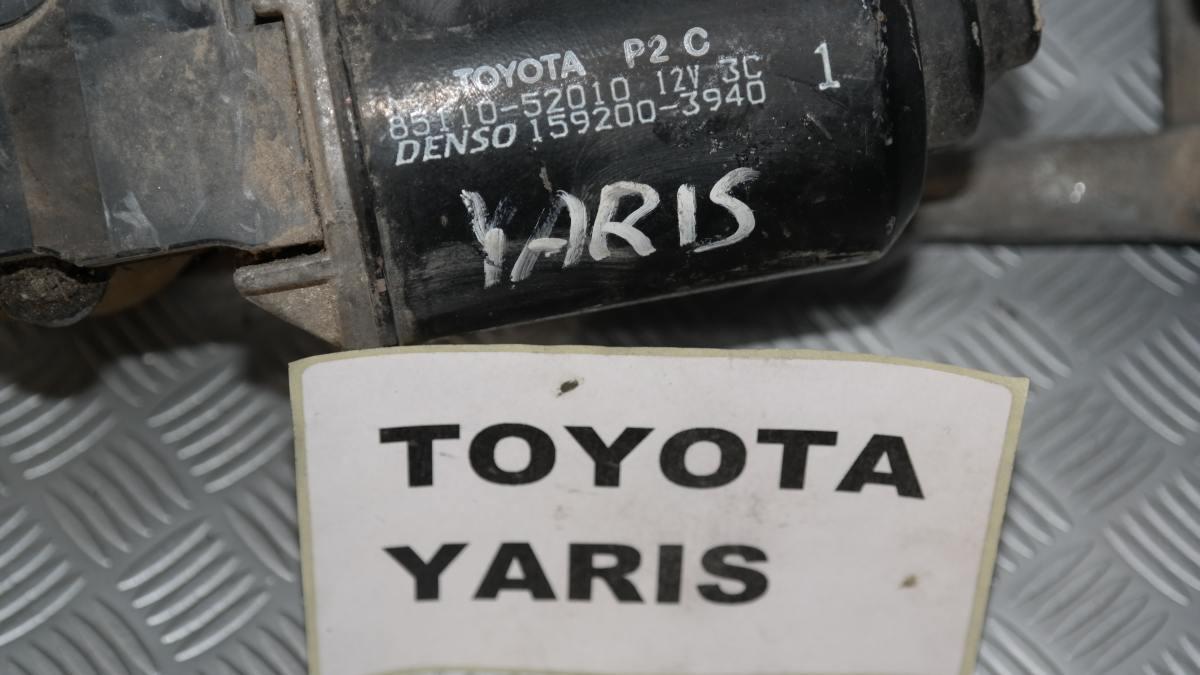 TOYOTA P2 C
85110-52010 12V 3C 1
DENSO 159200-3940
YARIS
TOYOTA
YARIS